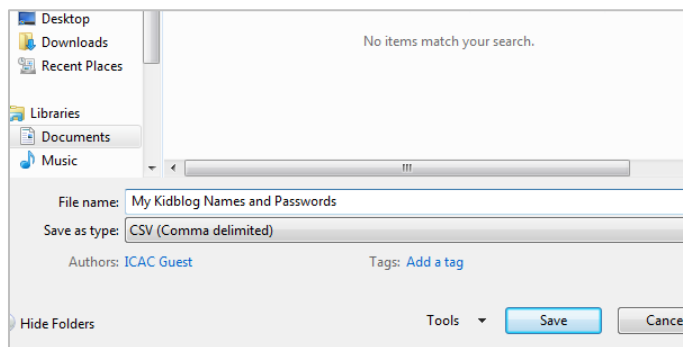 Desktop
Downloads
Recent Places
Libraries
Documents
Music
No items match your search.
File name: My Kidblog Names and Passwords
Save as type: CSV (Comma delimited)
Authors: ICAC Guest Tags: Add a tag
Hide Folders Tools Save Cance